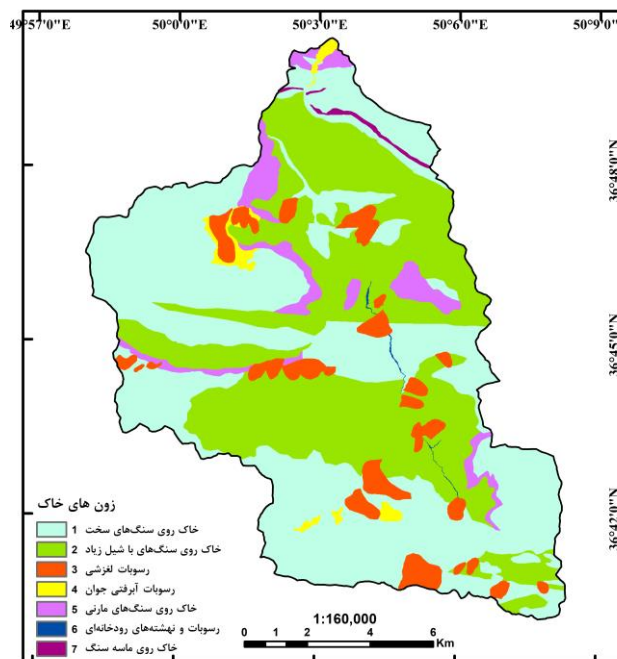 49°57'0"E 50°0'0"E 50°3'0"E 50°6'0"E 50°9'0"E
36°48'0"N
36°45'0"N
36°42'0"N
زون های خاک
1 خاک روی سنگ‌های سخت
2 خاک روی سنگ‌های با شیل زیاد
3 رسوبات لغزشی
4 رسوبات آبرفتی جوان
5 خاک روی سنگ‌های مارنی
6 رسوبات و نهشته‌های رودخانه‌ای
7 خاک روی ماسه سنگ
1:160,000
0 1 2 4 6
Km